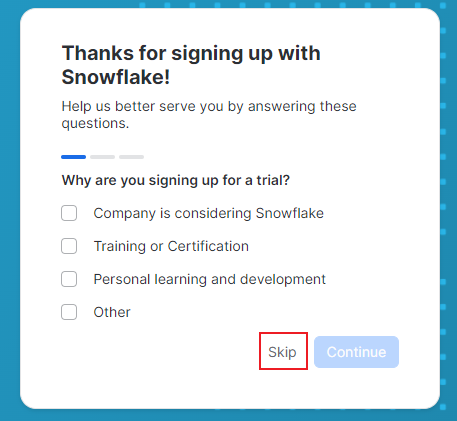 Thanks for signing up with
Snowflake!
Help us better serve you by answering these
questions.
Why are you signing up for a trial?
Company is considering Snowflake
Training or Certification
Personal learning and development
Other
Skip
Continue